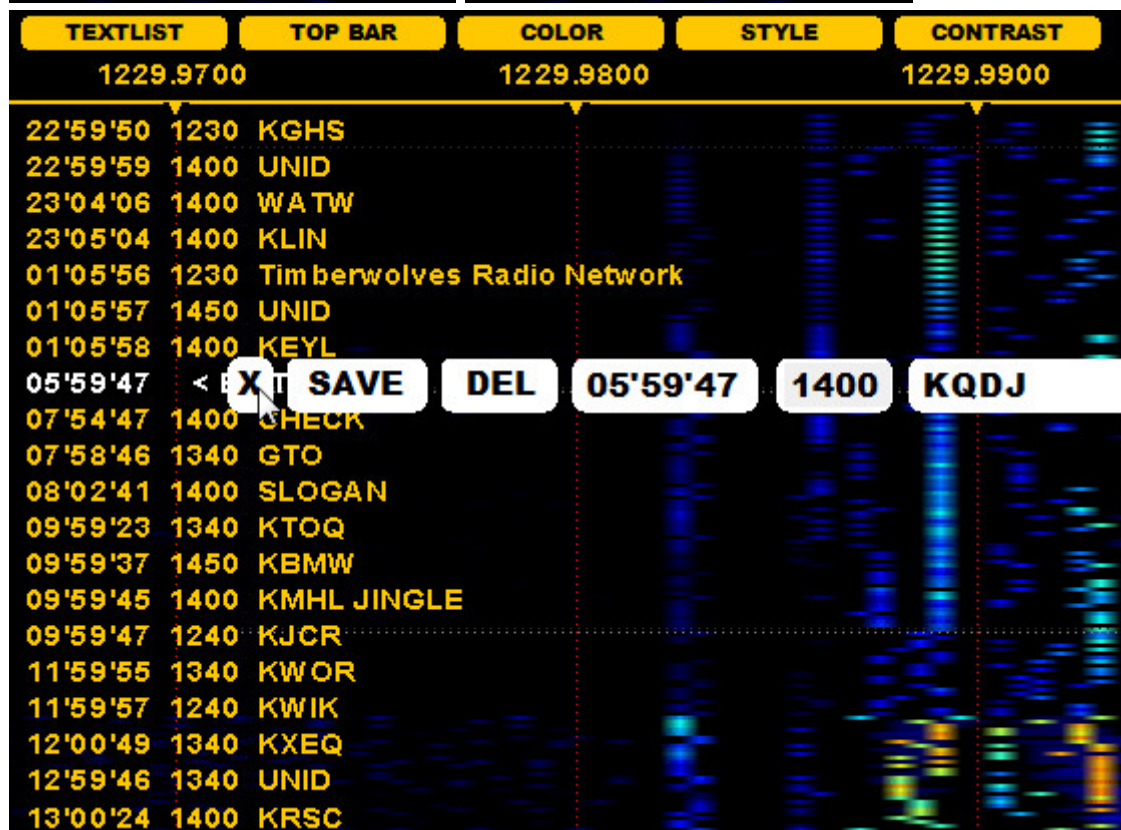 TEXTLIST TOP BAR COLOR STYLE CONTRAST
1229.9700 1229.9800 1229.9900
22'59'50 1230 KGHS
22'59'59 1400 UNID
23'04'06 1400 WATW
23'05'04 1400 KLIN
01'05'56 1230 Timberwolves Radio Network
01'05'57 1450 UNID
01'05'58 1400 KEYL
05'59'47 < X SAVE DEL 05'59'47 1400 KQDJ
07'54'47 1400 CHECK
07'58'46 1340 GTO
08'02'41 1400 SLOGAN
09'59'23 1340 KTOQ
09'59'37 1450 KBMW
09'59'45 1400 KMHL JINGLE
09'59'47 1240 KJCR
11'59'55 1340 KWOR
11'59'57 1240 KWIK
12'00'49 1340 KXEQ
12'59'46 1340 UNID
13'00'24 1400 KRSC